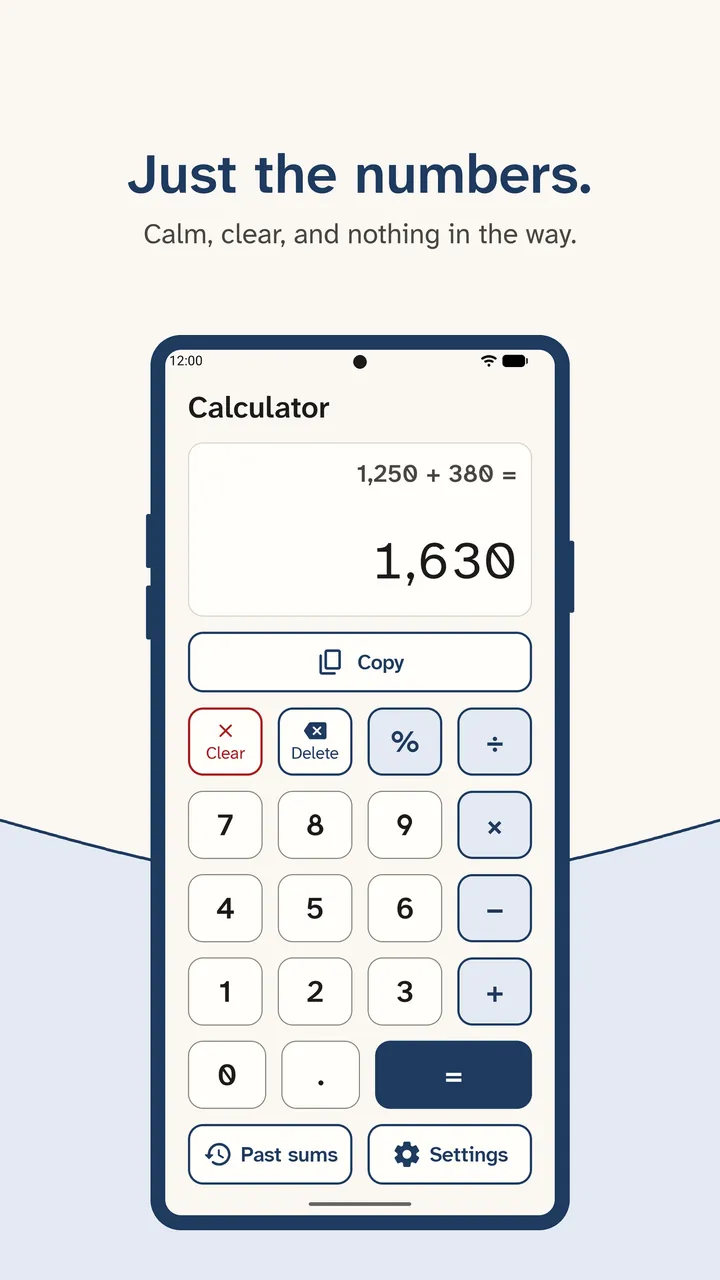 Just the numbers.
Calm, clear, and nothing in the way.
12:00
Calculator
1,250 + 380 =
1,630
Copy
Clear
Delete
%
÷
7
8
9
×
4
5
6
−
1
2
3
+
0
.
=
Past sums
Settings